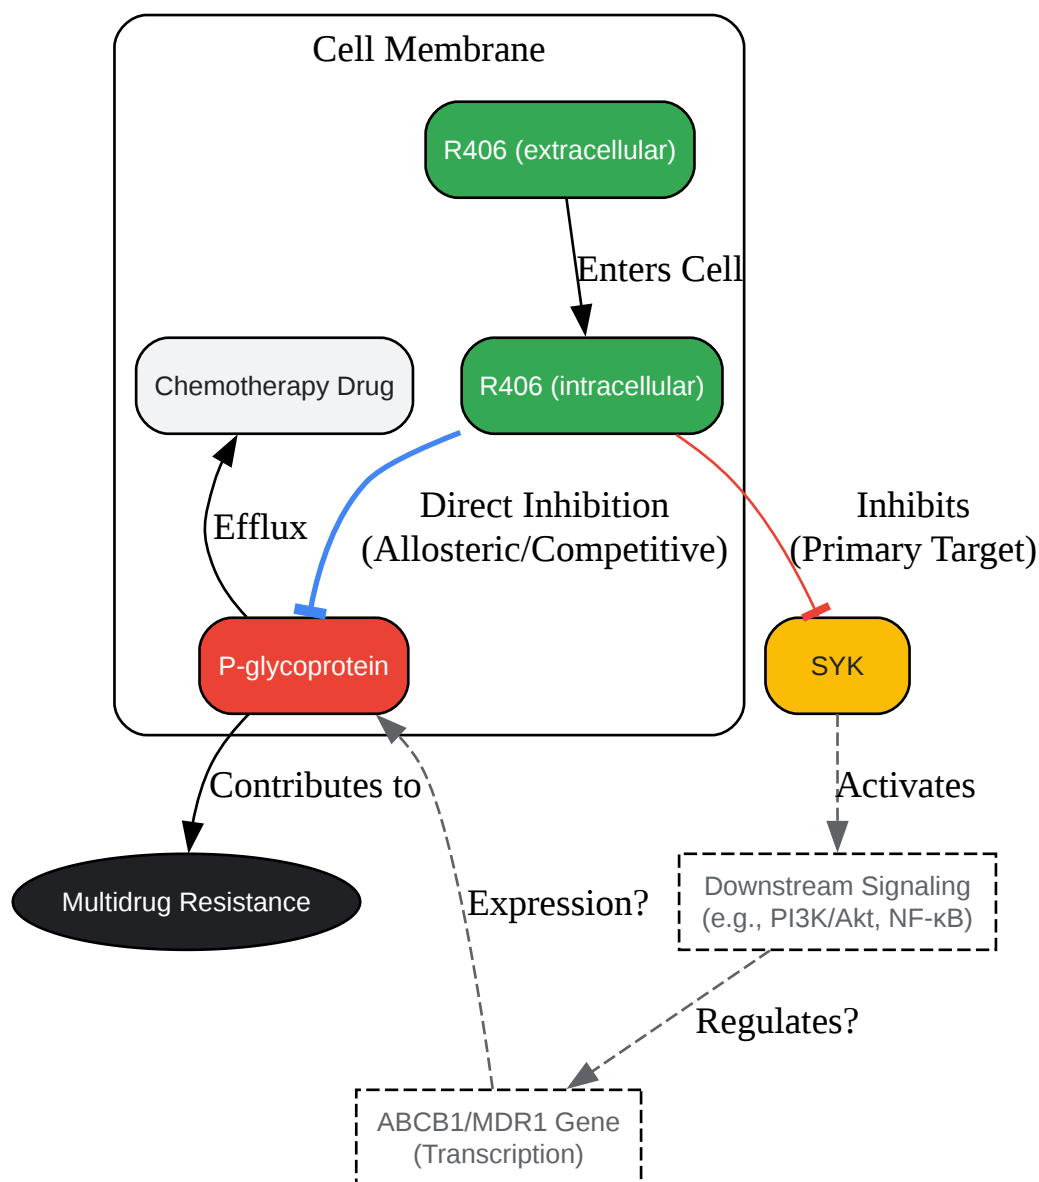 Cell Membrane
R406 (extracellular)
Enters Cell
Chemotherapy Drug
R406 (intracellular)
Efflux
Direct Inhibition
(Allosteric/Competitive)
Inhibits
(Primary Target)
P-glycoprotein
SYK
Contributes to
Activates
Multidrug Resistance
Expression?
Downstream Signaling
(e.g., PI3K/Akt, NF-κB)
Regulates?
ABCB1/MDR1 Gene
(Transcription)